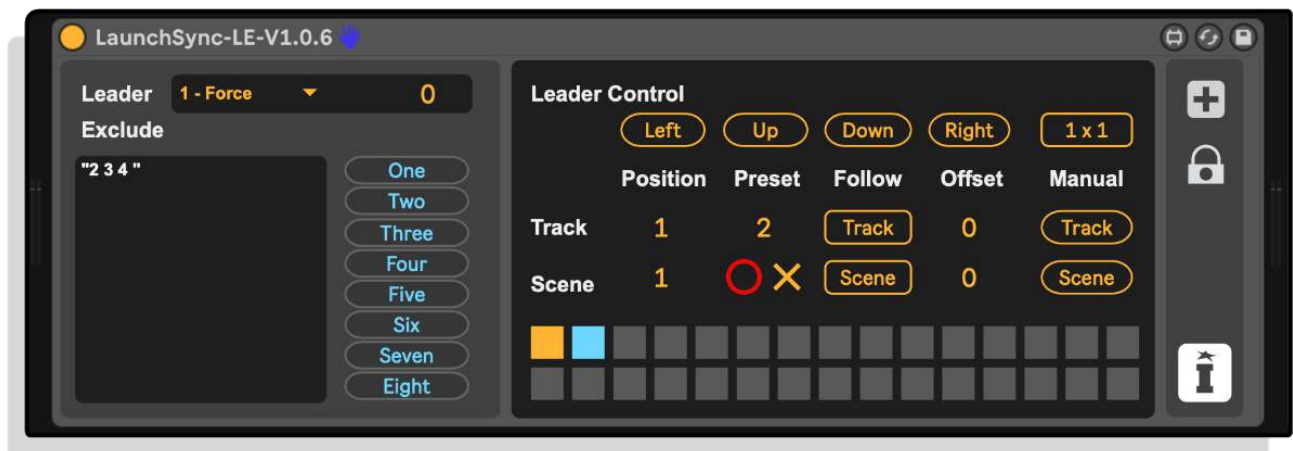 LaunchSync-LE-V1.0.6
Leader 1 - Force 0
Exclude
"2 3 4 "
One
Two
Three
Four
Five
Six
Seven
Eight
Leader Control
Left Up Down Right 1 x 1
Position Preset Follow Offset Manual
Track 1 2 Track 0 Track
Scene 1 Scene 0 Scene